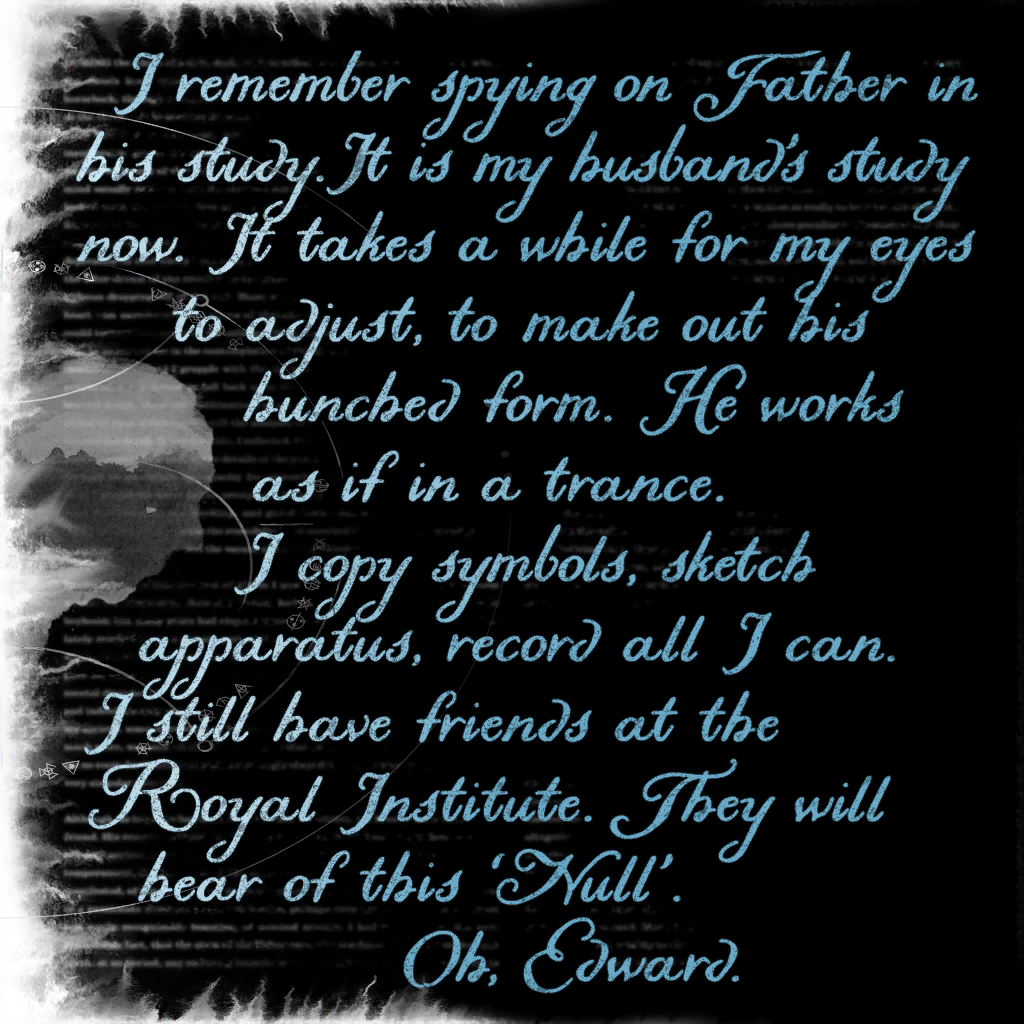 I remember spying on Father in
his study. It is my husband's study
now. It takes a while for my eyes
to adjust, to make out his
hunched form. He works
as if in a trance.
I copy symbols, sketch
apparatus, record all I can.
I still have friends at the
Royal Institute. They will
hear of this 'Null'.
Oh, Edward.